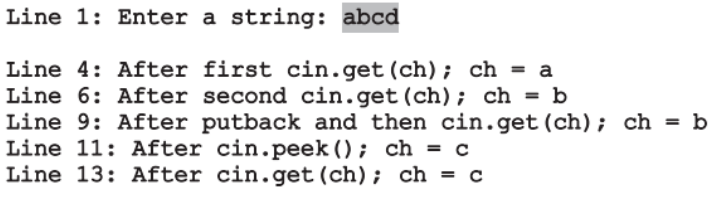 Line 1: Enter a string: abcd
Line 4: After first cin.get(ch); ch = a
Line 6: After second cin.get(ch); ch = b
Line 9: After putback and then cin.get(ch); ch = b
Line 11: After cin.peek(); ch = c
Line 13: After cin.get(ch); ch = c